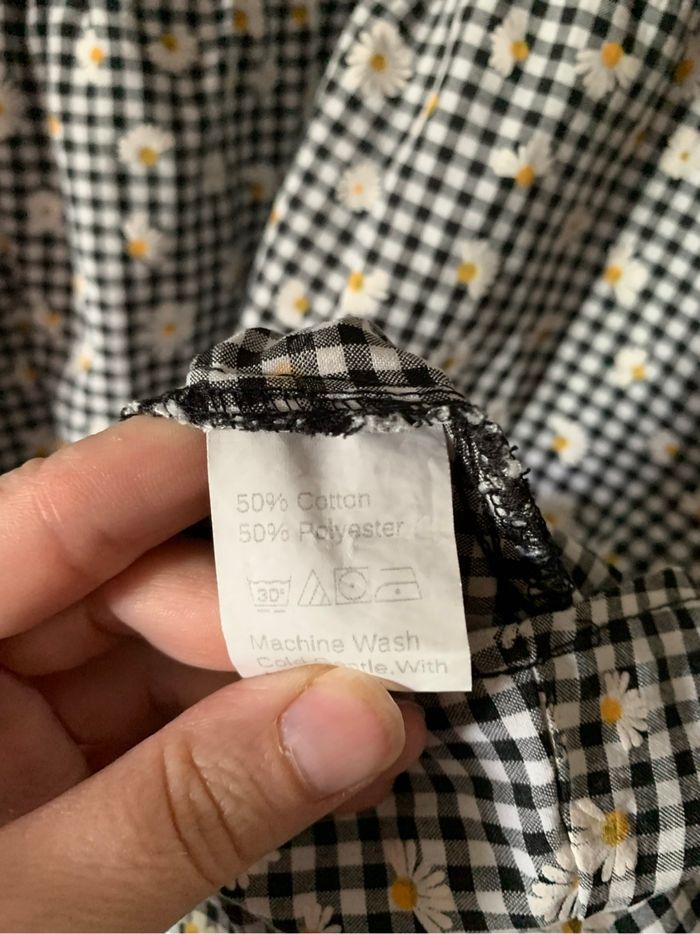 50% Cotton
50% Polyester
30°
Machine Wash
Cold Gentle, With